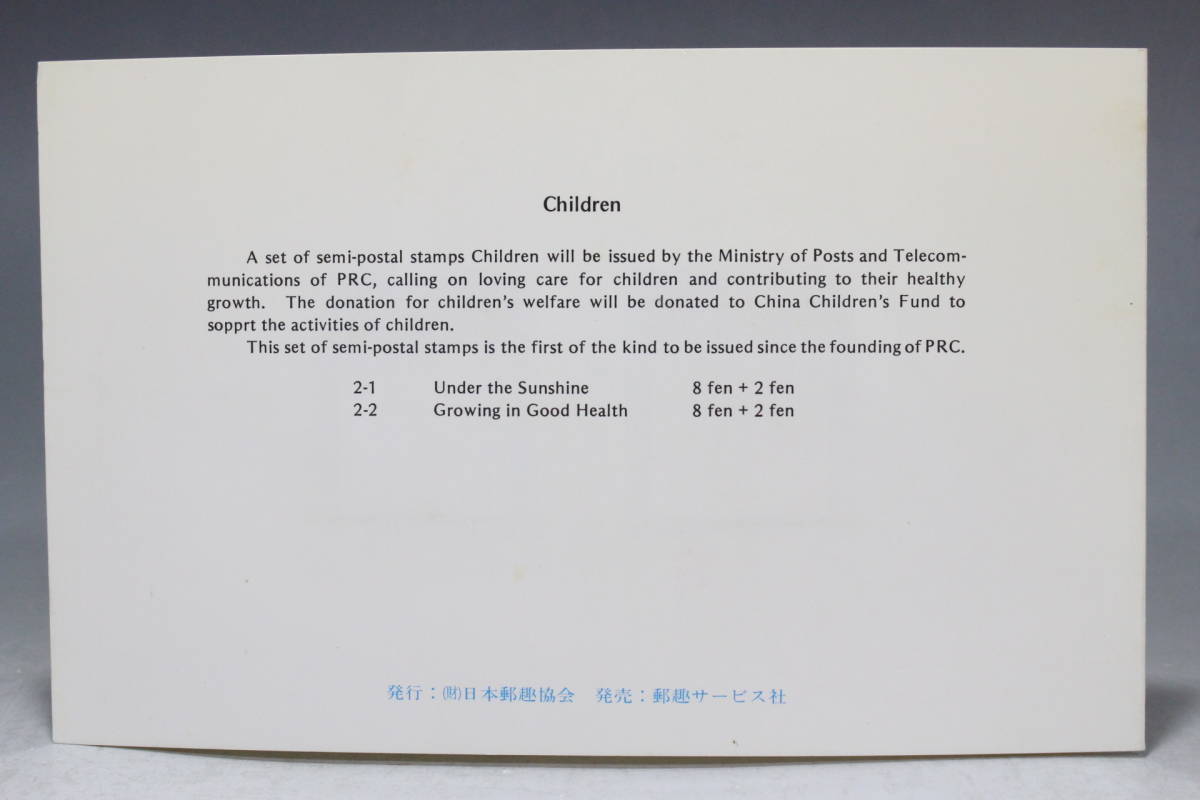 Children
A set of semi-postal stamps Children will be issued by the Ministry of Posts and Telecom-
munications of PRC, calling on loving care for children and contributing to their healthy
growth. The donation for children's welfare will be donated to China Children's Fund to
sopprt the activities of children.
This set of semi-postal stamps is the first of the kind to be issued since the founding of PRC.
2-1 Under the Sunshine 8 fen + 2 fen
2-2 Growing in Good Health 8 fen + 2 fen
発行：㈶日本郵趣協会 発売：郵趣サービス社